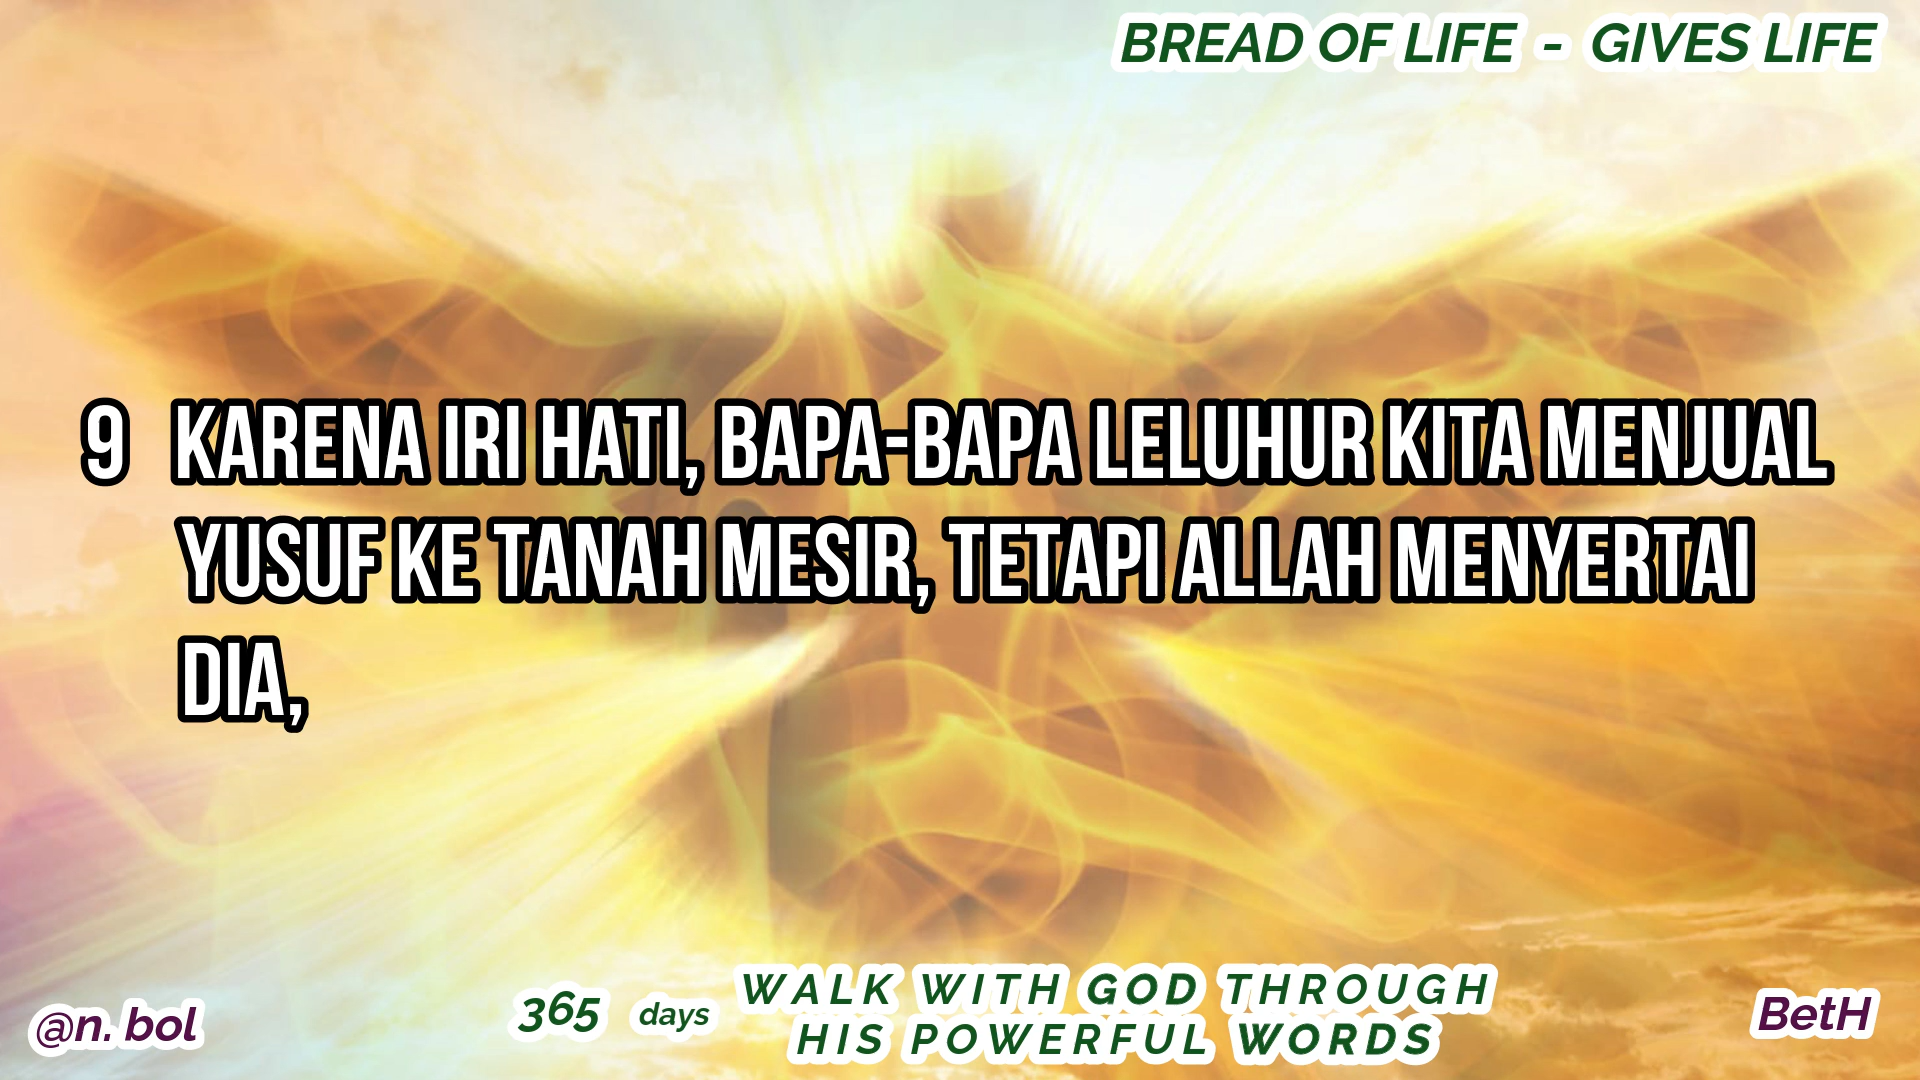 BREAD OF LIFE - GIVES LIFE
9 KARENA IRI HATI, BAPA-BAPA LELUHUR KITA MENJUAL
YUSUF KE TANAH MESIR, TETAPI ALLAH MENYERTAI
DIA,
@n. bol
365 days
WALK WITH GOD THROUGH
HIS POWERFUL WORDS
BetH